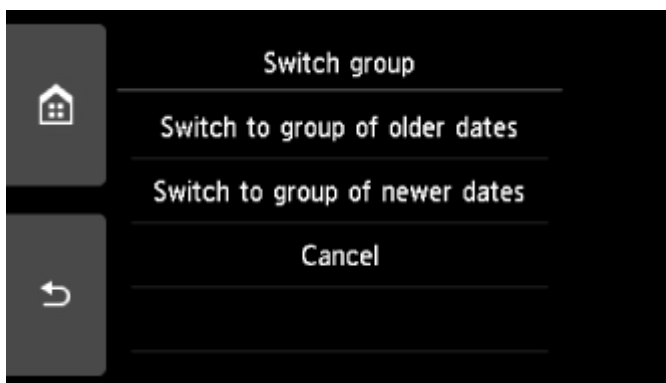 Switch group
Switch to group of older dates
Switch to group of newer dates
Cancel